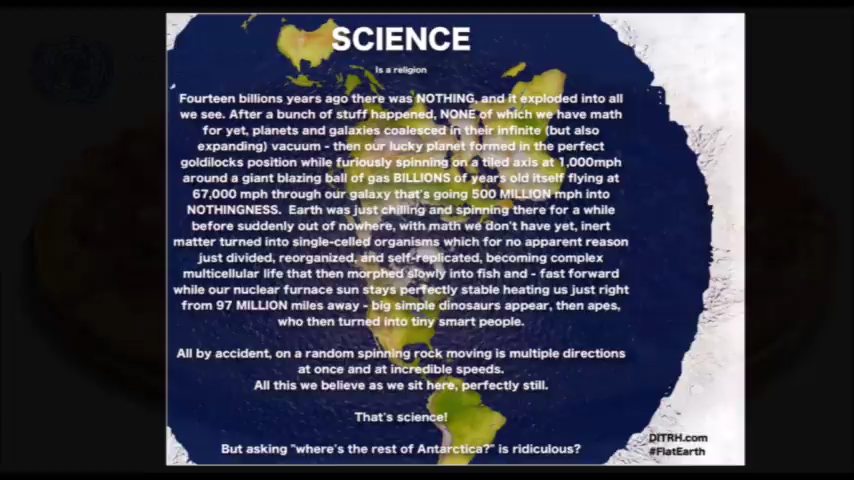 SCIENCE
Is a religion
Fourteen billions years ago there was NOTHING, and it exploded into all
we see. After a bunch of stuff happened, NONE of which we have math
for yet, planets and galaxies coalesced in their infinite (but also
expanding) vacuum - then our lucky planet formed in the perfect
goldilocks position while furiously spinning on a tiled axis at 1,000mph
around a giant blazing ball of gas BILLIONS of years old itself flying at
67,000 mph through our galaxy that's going 500 MILLION mph into
NOTHINGNESS. Earth was just chilling and spinning there for a while
before suddenly out of nowhere, with math we don't have yet, inert
matter turned into single-celled organisms which for no apparent reason
just divided, reorganized, and self-replicated, becoming complex
multicellular life that then morphed slowly into fish and - fast forward
while our nuclear furnace sun stays perfectly stable heating us just right
from 97 MILLION miles away - big simple dinosaurs appear, then apes,
who then turned into tiny smart people.
All by accident, on a random spinning rock moving is multiple directions
at once and at incredible speeds.
All this we believe as we sit here, perfectly still.
That's science!
But asking "where's the rest of Antarctica?" is ridiculous?
DITRH.com
#FlatEarth